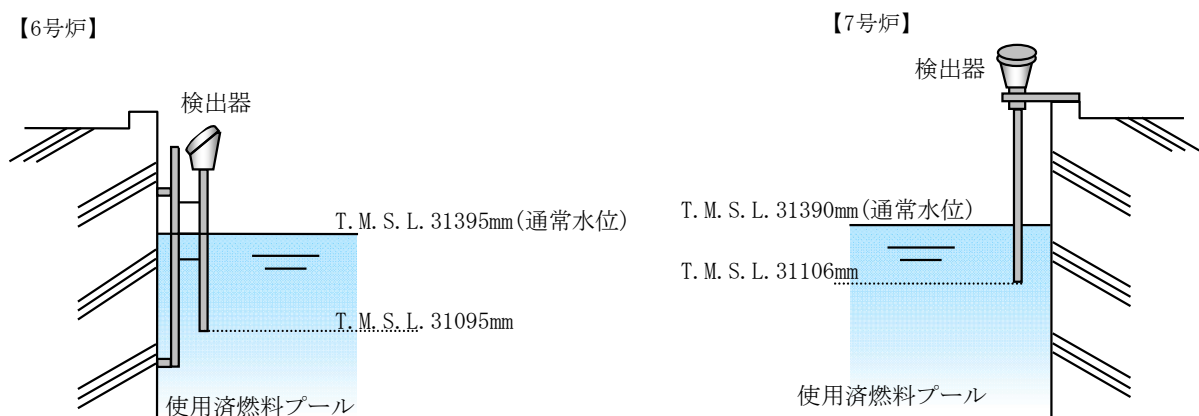 【6号炉】
検出器
T.M.S.L.31395mm(通常水位)
T.M.S.L.31095mm
使用済燃料プール
【7号炉】
検出器
T.M.S.L.31390mm(通常水位)
T.M.S.L.31106mm
使用済燃料プール